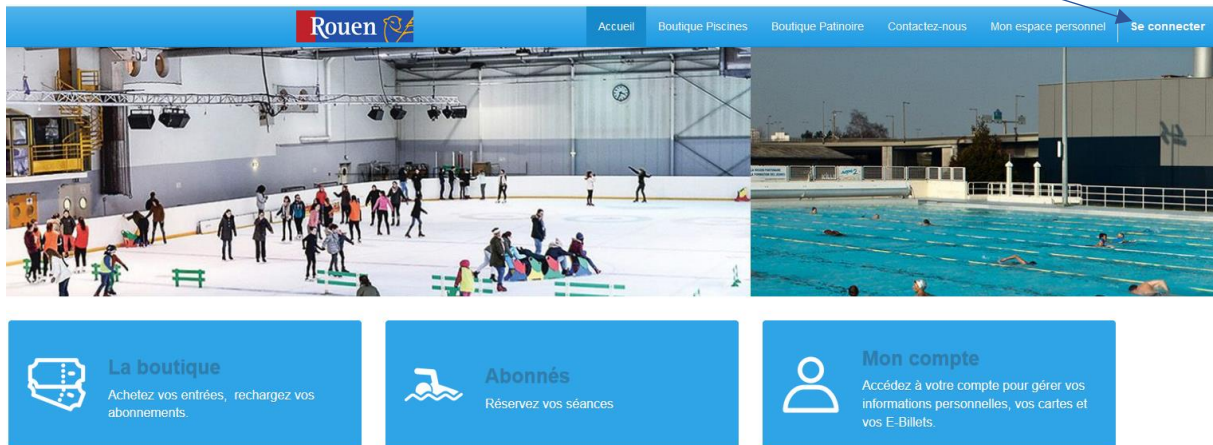 Rouen
Accueil Boutique Piscines Boutique Patinoire Contactez-nous Mon espace personnel Se connecter
La boutique
Achetez vos entrées, rechargez vos
abonnements.
Abonnés
Réservez vos séances
Mon compte
Accédez à votre compte pour gérer vos
informations personnelles, vos cartes et
vos E-Billets.